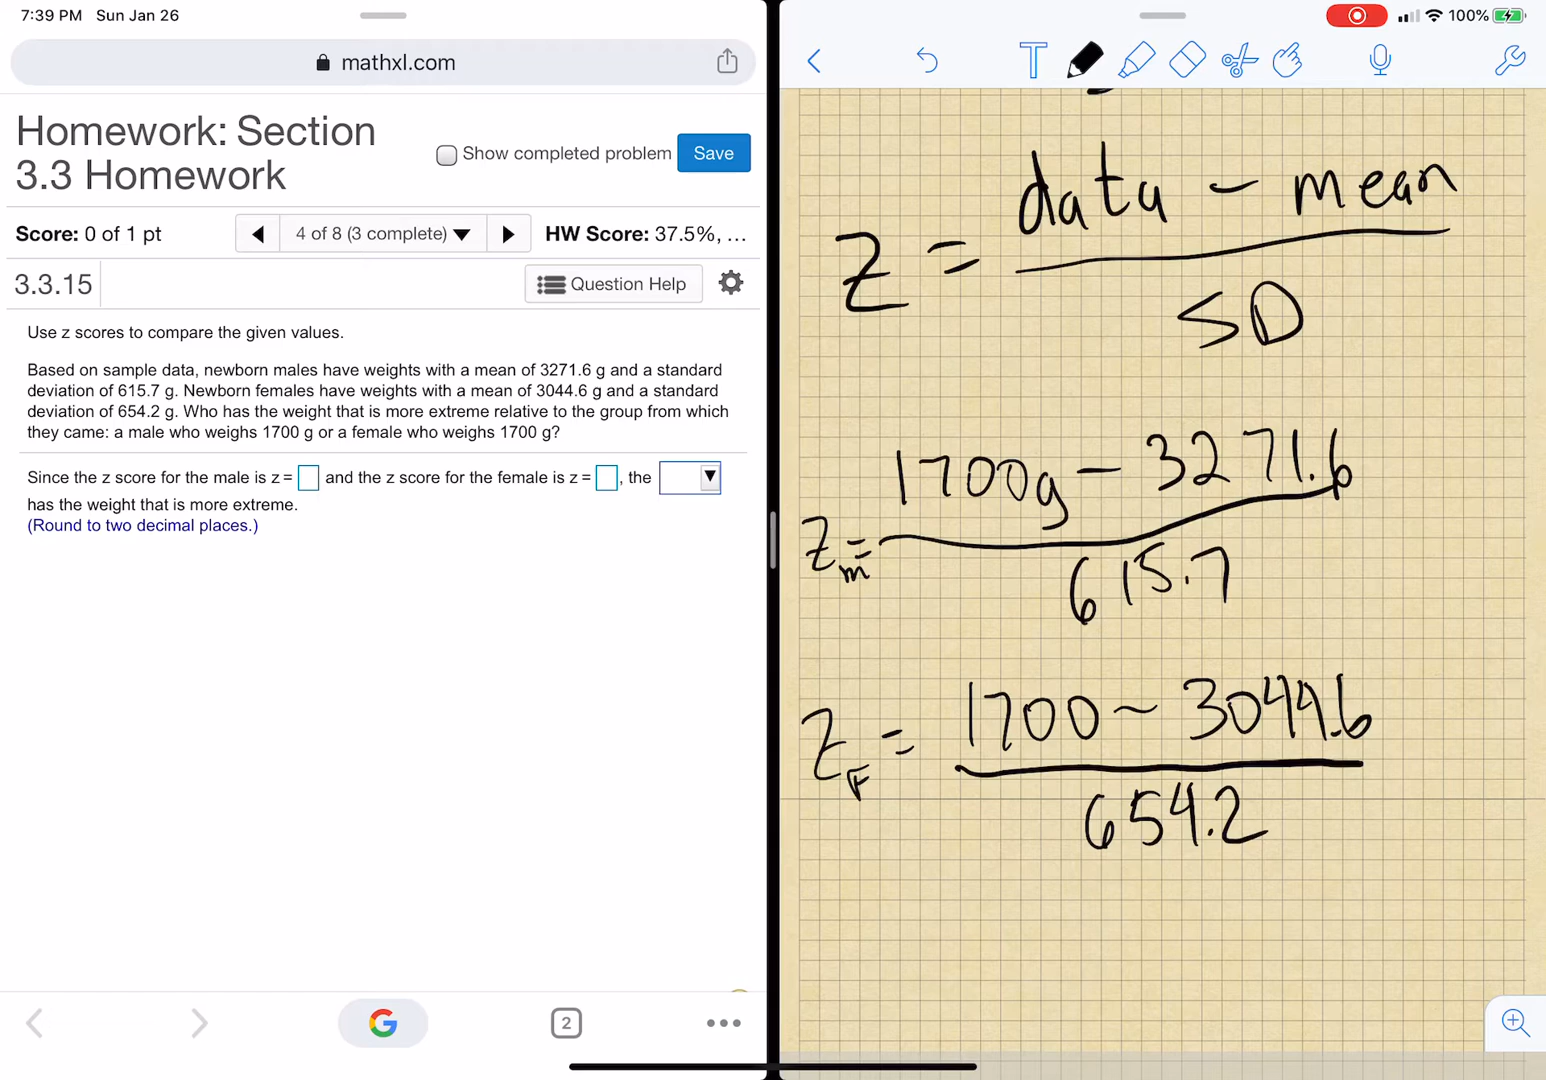 7:39 PM Sun Jan 26
100%
mathxl.com
Homework: Section
3.3 Homework
Show completed problem
Save
Score: 0 of 1 pt
4 of 8 (3 complete)
HW Score: 37.5%, ...
3.3.15
Question Help
Use z scores to compare the given values.
Based on sample data, newborn males have weights with a mean of 3271.6 g and a standard
deviation of 615.7 g. Newborn females have weights with a mean of 3044.6 g and a standard
deviation of 654.2 g. Who has the weight that is more extreme relative to the group from which
they came: a male who weighs 1700 g or a female who weighs 1700 g?
Since the z score for the male is z = and the z score for the female is z = , the
has the weight that is more extreme.
(Round to two decimal places.)
2
T
data - mean
Z =
SD
1700g - 3271.6
Zm =
615.7
1700 - 3044.6
ZF =
654.2